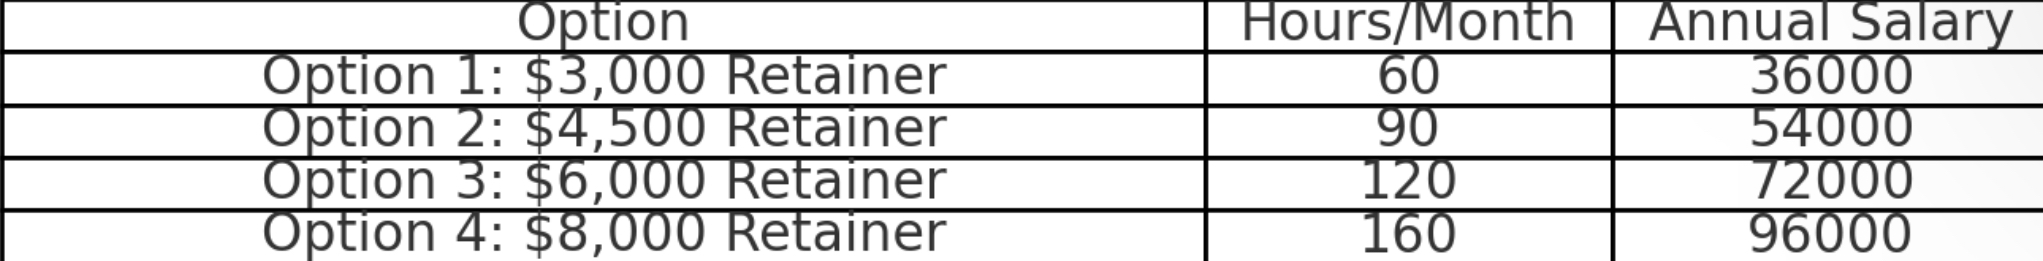 Option Hours/Month Annual Salary
Option 1: $3,000 Retainer 60 36000
Option 2: $4,500 Retainer 90 54000
Option 3: $6,000 Retainer 120 72000
Option 4: $8,000 Retainer 160 96000